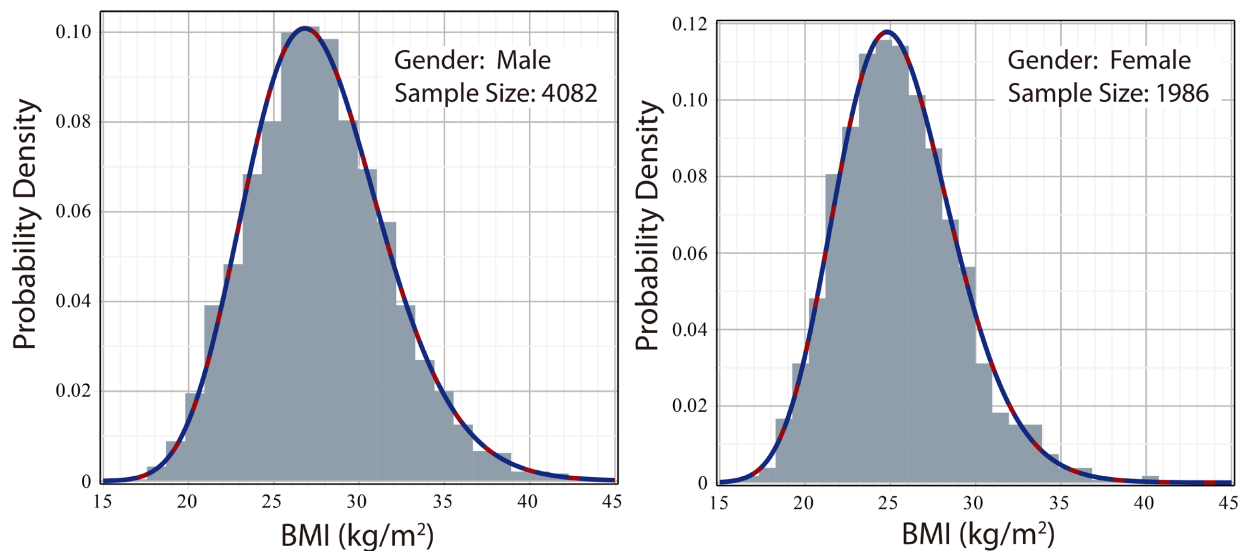 Probability Density
0.10
0.08
0.06
0.04
0.02
0
Gender: Male
Sample Size: 4082
15 20 25 30 35 40 45
BMI (kg/m²)
Probability Density
0.12
0.10
0.08
0.06
0.04
0.02
0
Gender: Female
Sample Size: 1986
15 20 25 30 35 40 45
BMI (kg/m²)